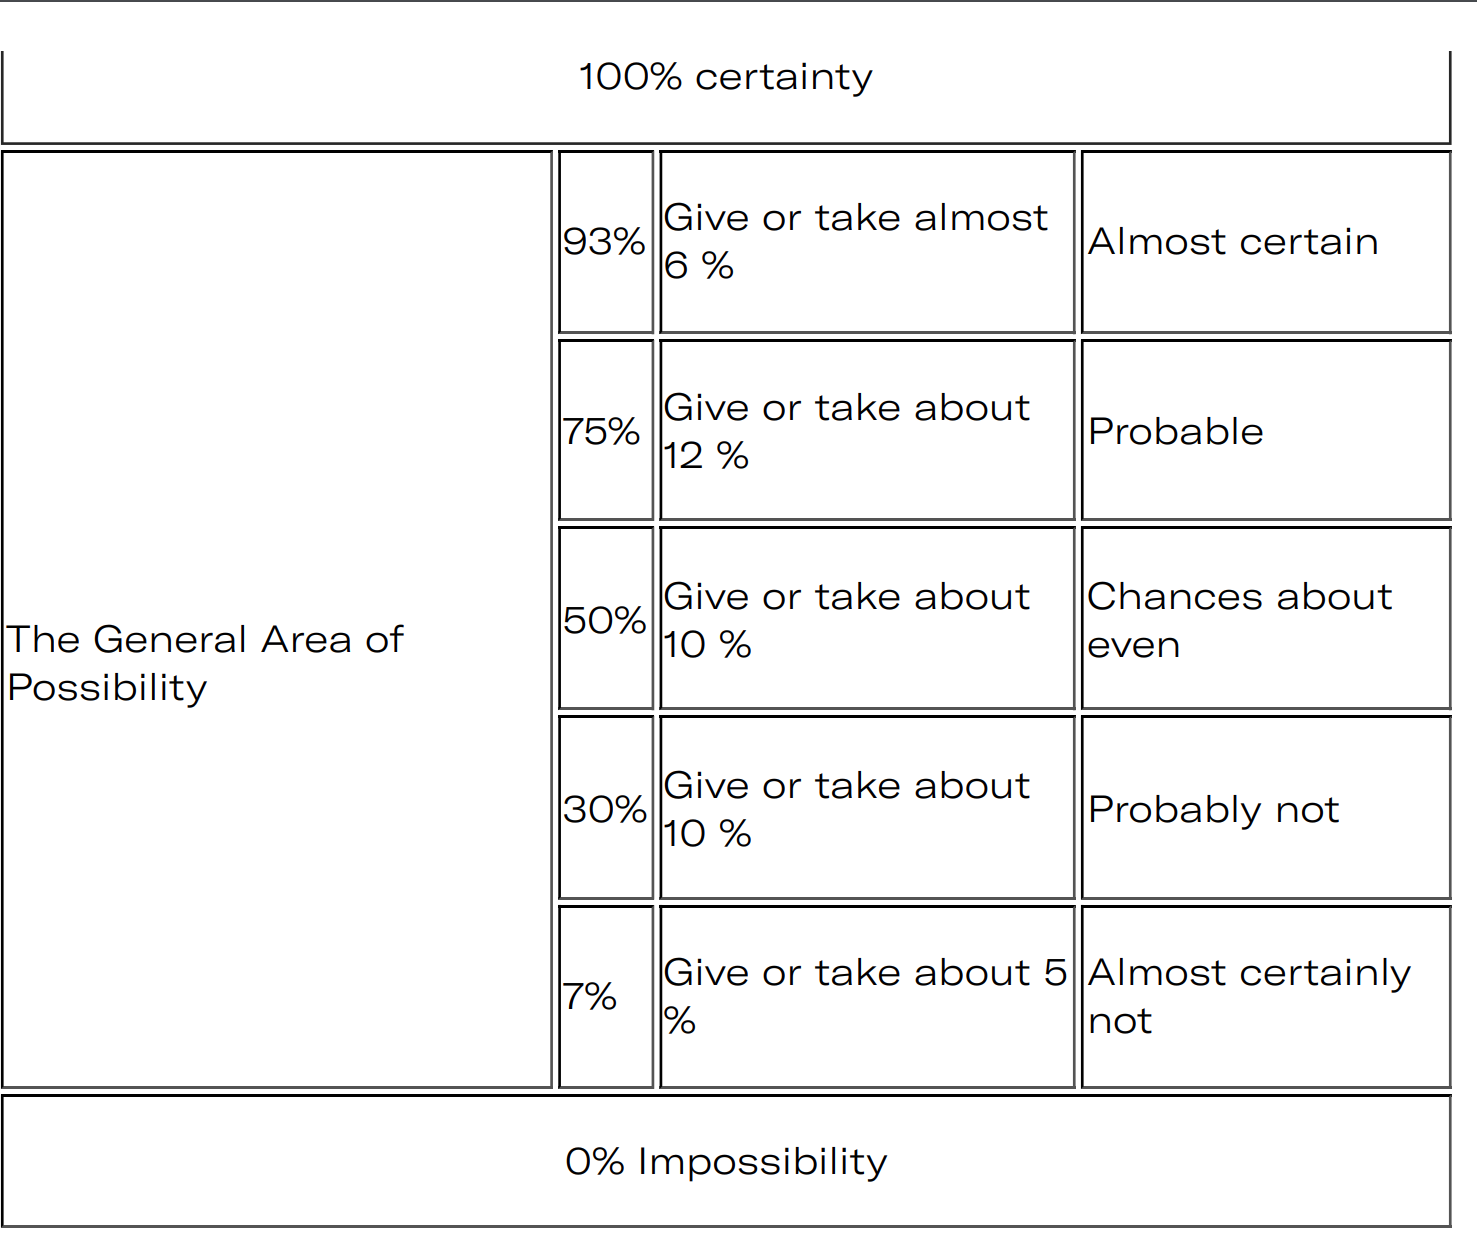 100% certainty
93%
Give or take almost
6 %
Almost certain
75%
Give or take about
12 %
Probable
The General Area of
Possibility
50%
Give or take about
10 %
Chances about
even
30%
Give or take about
10 %
Probably not
7%
Give or take about 5
%
Almost certainly
not
0% Impossibility